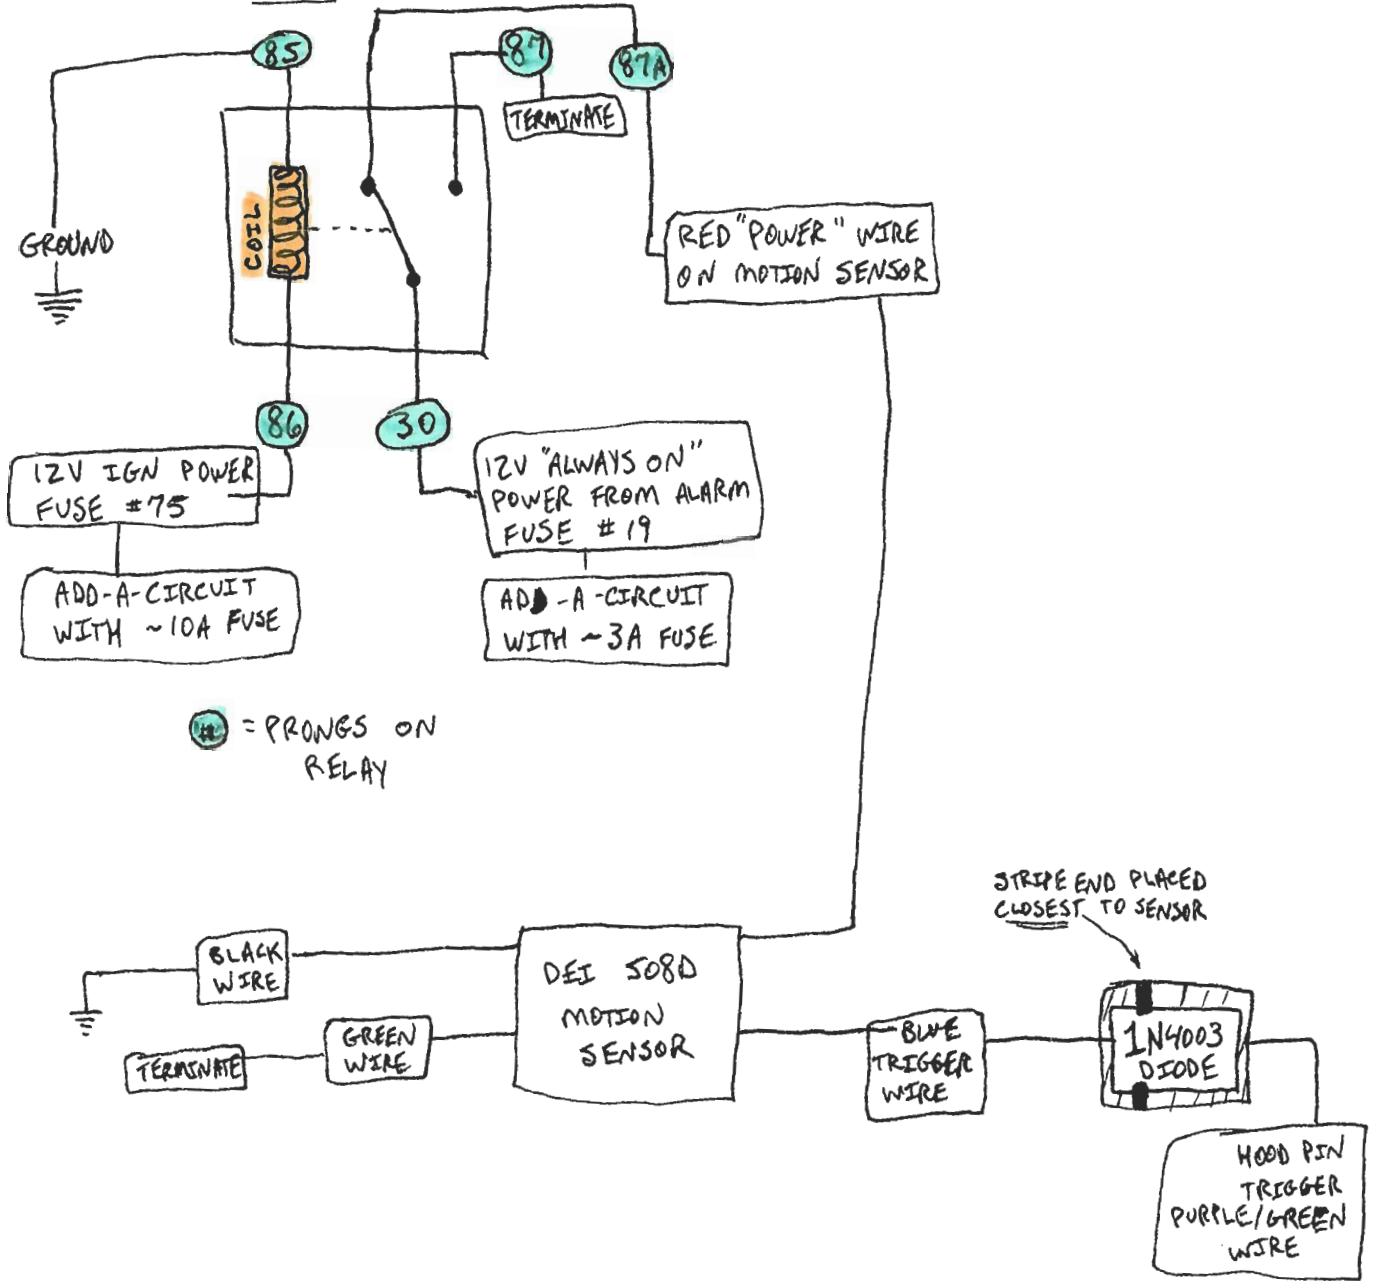 85
87
87A
TERMINATE
COIL
GROUND
RED "POWER" WIRE
ON MOTION SENSOR
86
30
12V IGN POWER
FUSE #75
12V "ALWAYS ON"
POWER FROM ALARM
FUSE #19
ADD-A-CIRCUIT
WITH ~10A FUSE
ADD-A-CIRCUIT
WITH ~3A FUSE
# = PRONGS ON
RELAY
STRIPE END PLACED
CLOSEST TO SENSOR
BLACK
WIRE
DEI 508D
MOTION
SENSOR
GREEN
WIRE
TERMINATE
BLUE
TRIGGER
WIRE
1N4003
DIODE
HOOD PIN
TRIGGER
PURPLE/GREEN
WIRE